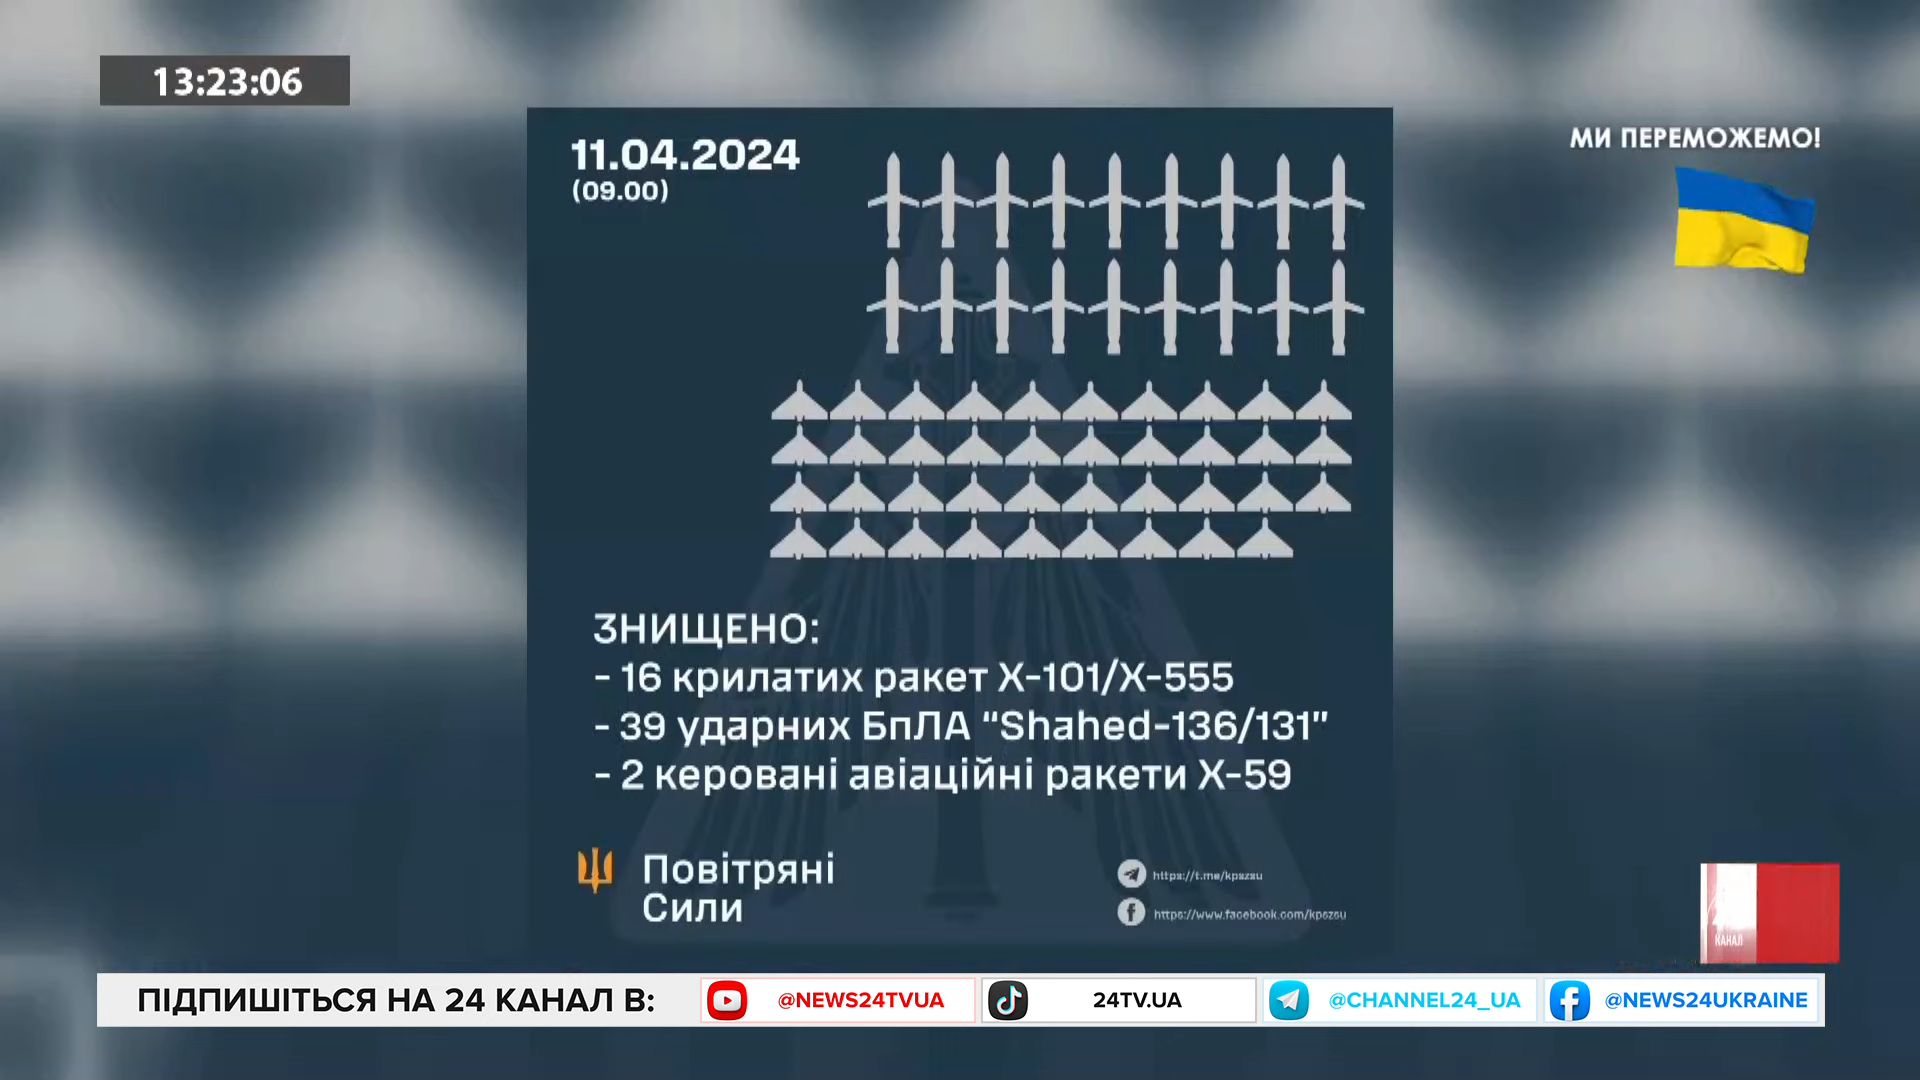 13:23:06
МИ ПЕРЕМОЖЕМО!
11.04.2024
(09.00)
ЗНИЩЕНО:
- 16 крилатих ракет Х-101/Х-555
- 39 ударних БпЛА “Shahed-136/131”
- 2 керовані авіаційні ракети Х-59
Повітряні
Сили
https://t.me/kpszsu
https://www.facebook.com/kpszsu
КАНАЛ
ПІДПИШІТЬСЯ НА 24 КАНАЛ В:
@NEWS24TVUA
24TV.UA
@CHANNEL24_UA
@NEWS24UKRAINE